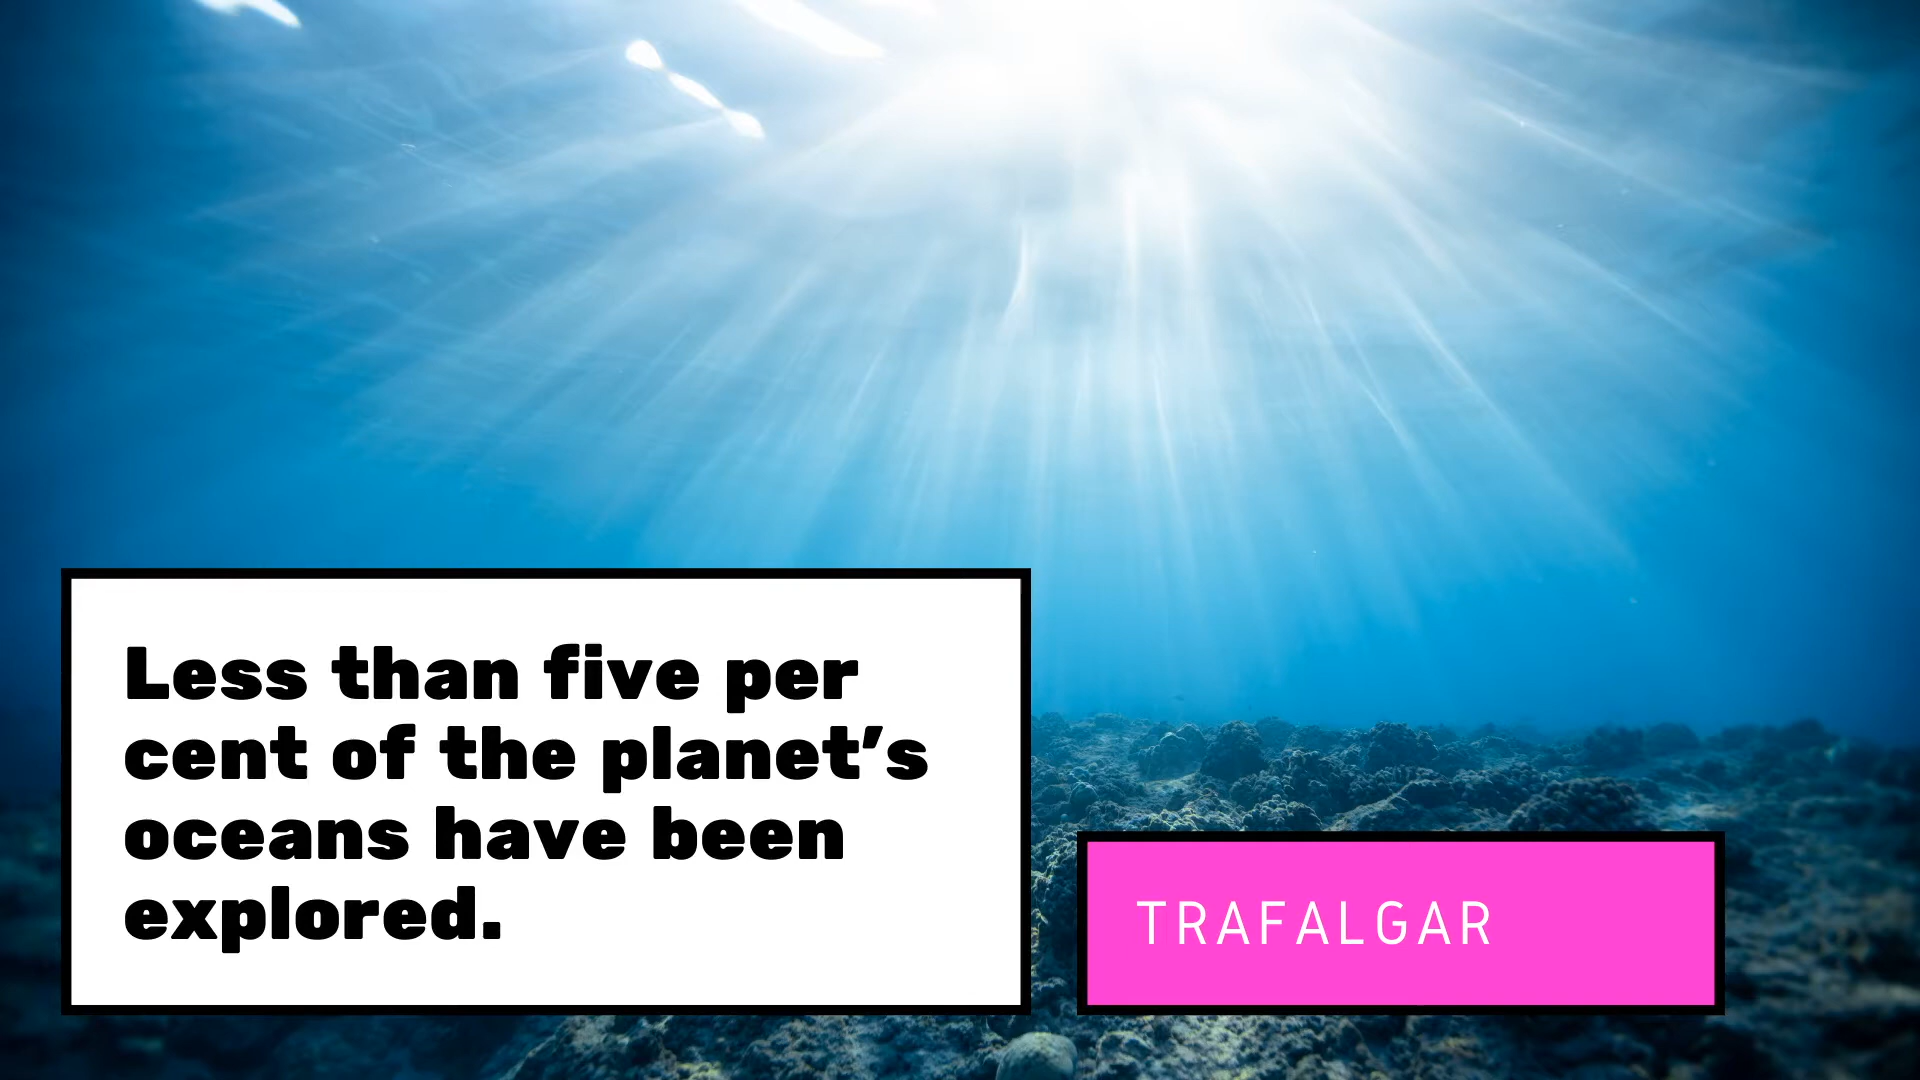 Less than five per
cent of the planet’s
oceans have been
explored.
TRAFALGAR